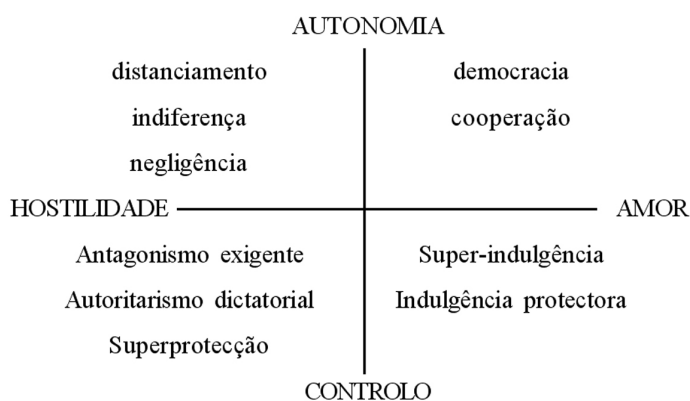 AUTONOMIA
distanciamento
indiferença
negligência
democracia
cooperação
HOSTILIDADE
AMOR
Antagonismo exigente
Autoritarismo dictatorial
Superprotecção
Super-indulgência
Indulgência protectora
CONTROLO